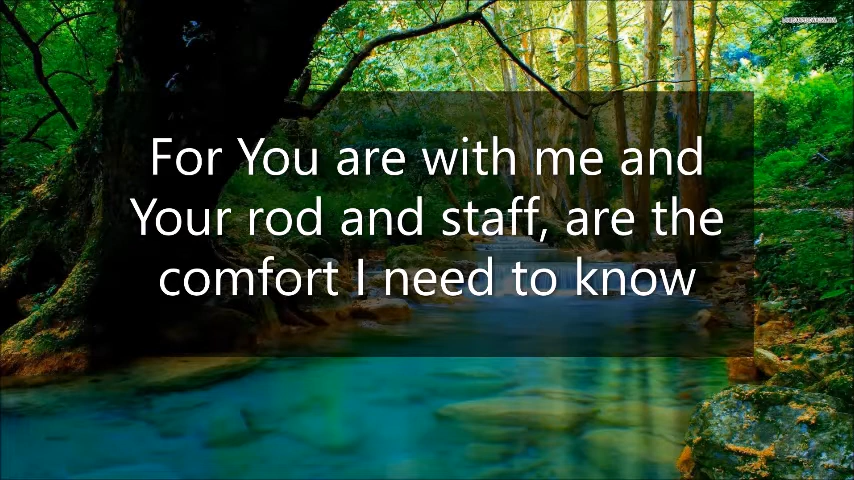 For You are with me and
Your rod and staff, are the
comfort I need to know